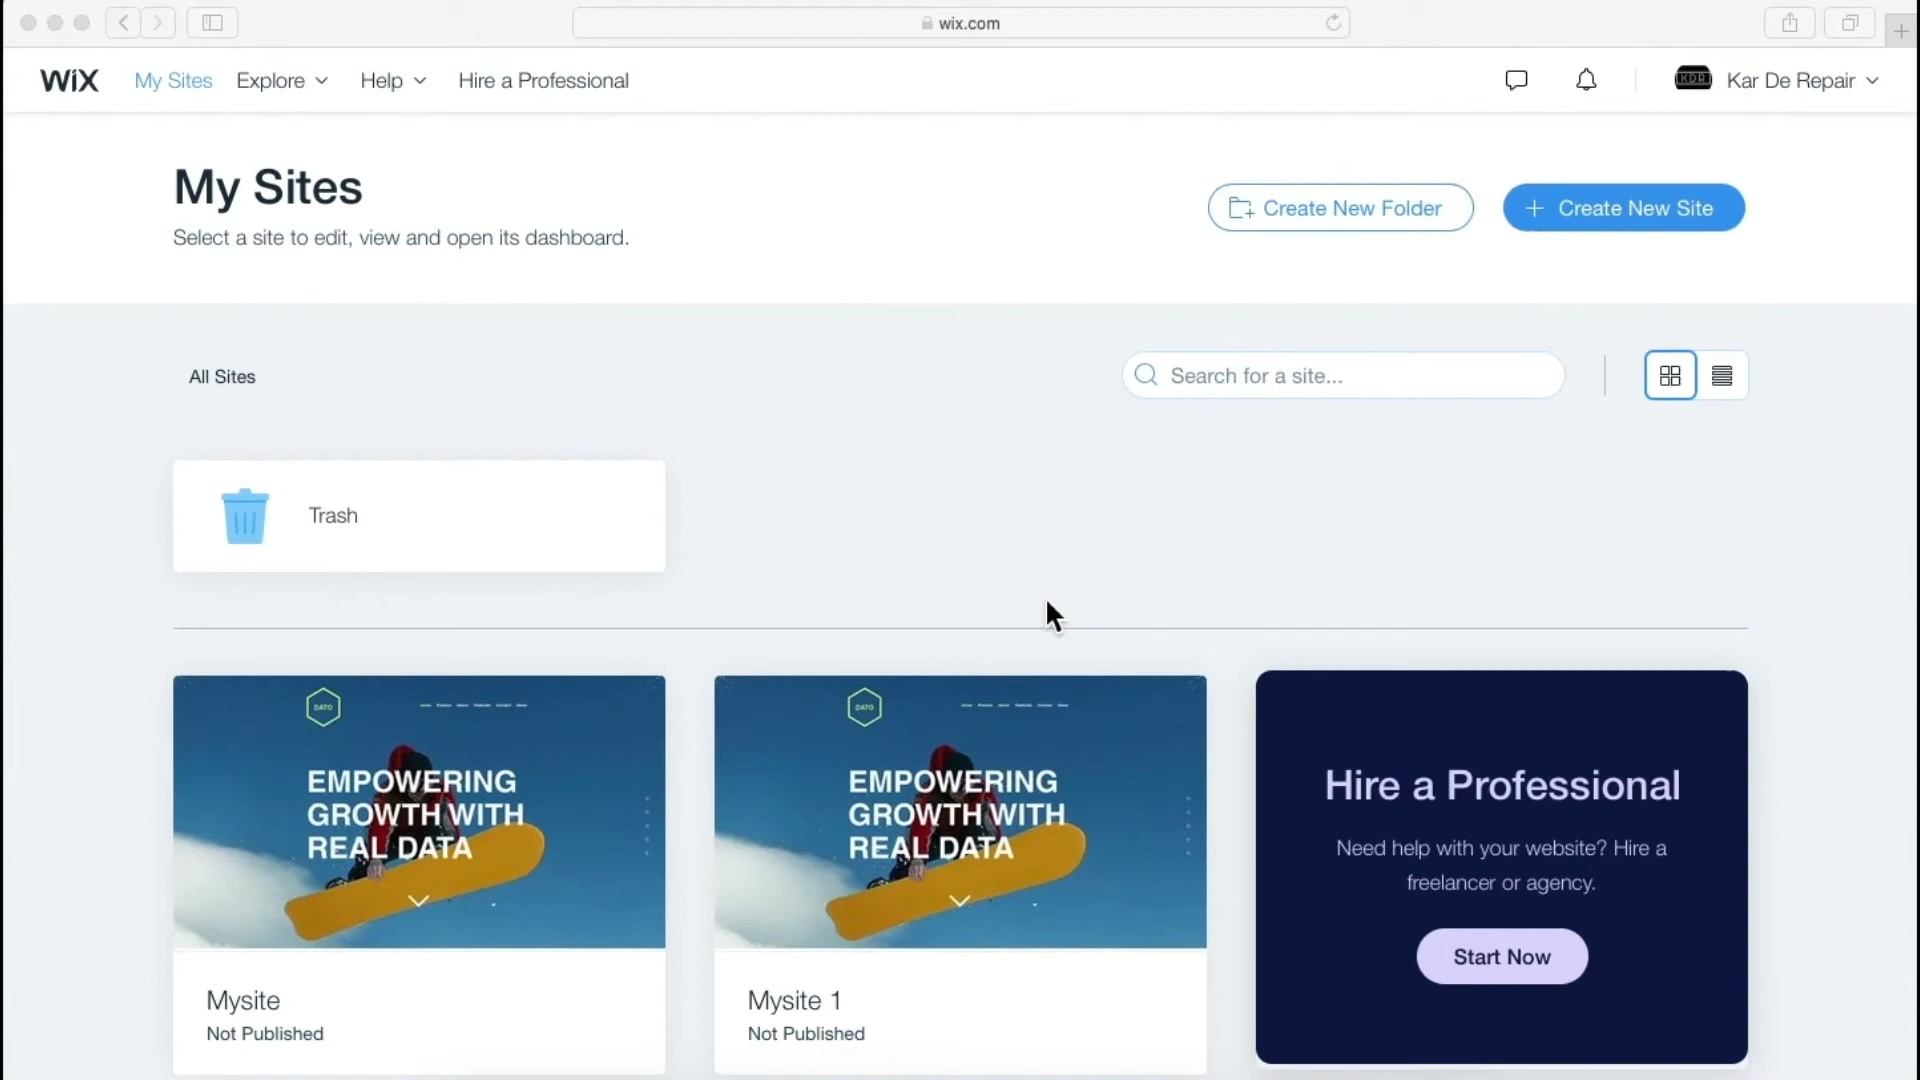 wix.com
WiX
My Sites
Explore
Help
Hire a Professional
KDR
Kar De Repair
My Sites
Select a site to edit, view and open its dashboard.
Create New Folder
Create New Site
All Sites
Search for a site...
Trash
DATO
EMPOWERING
GROWTH WITH
REAL DATA
Mysite
Not Published
DATO
EMPOWERING
GROWTH WITH
REAL DATA
Mysite 1
Not Published
Hire a Professional
Need help with your website? Hire a
freelancer or agency.
Start Now